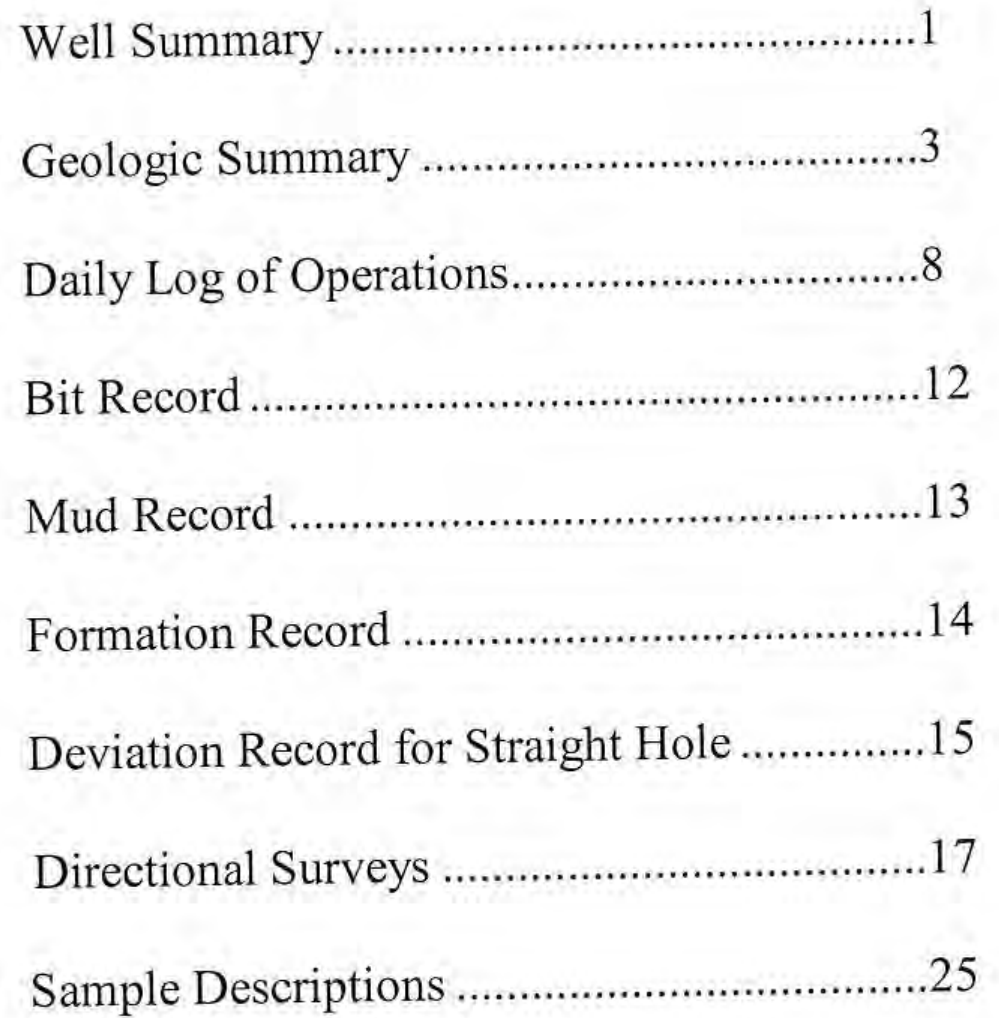 Well Summary ..............................................1
Geologic Summary .......................................3
Daily Log of Operations................................8
Bit Record .....................................................12
Mud Record ..................................................13
Formation Record .........................................14
Deviation Record for Straight Hole ...............15
Directional Surveys ......................................17
Sample Descriptions .....................................25